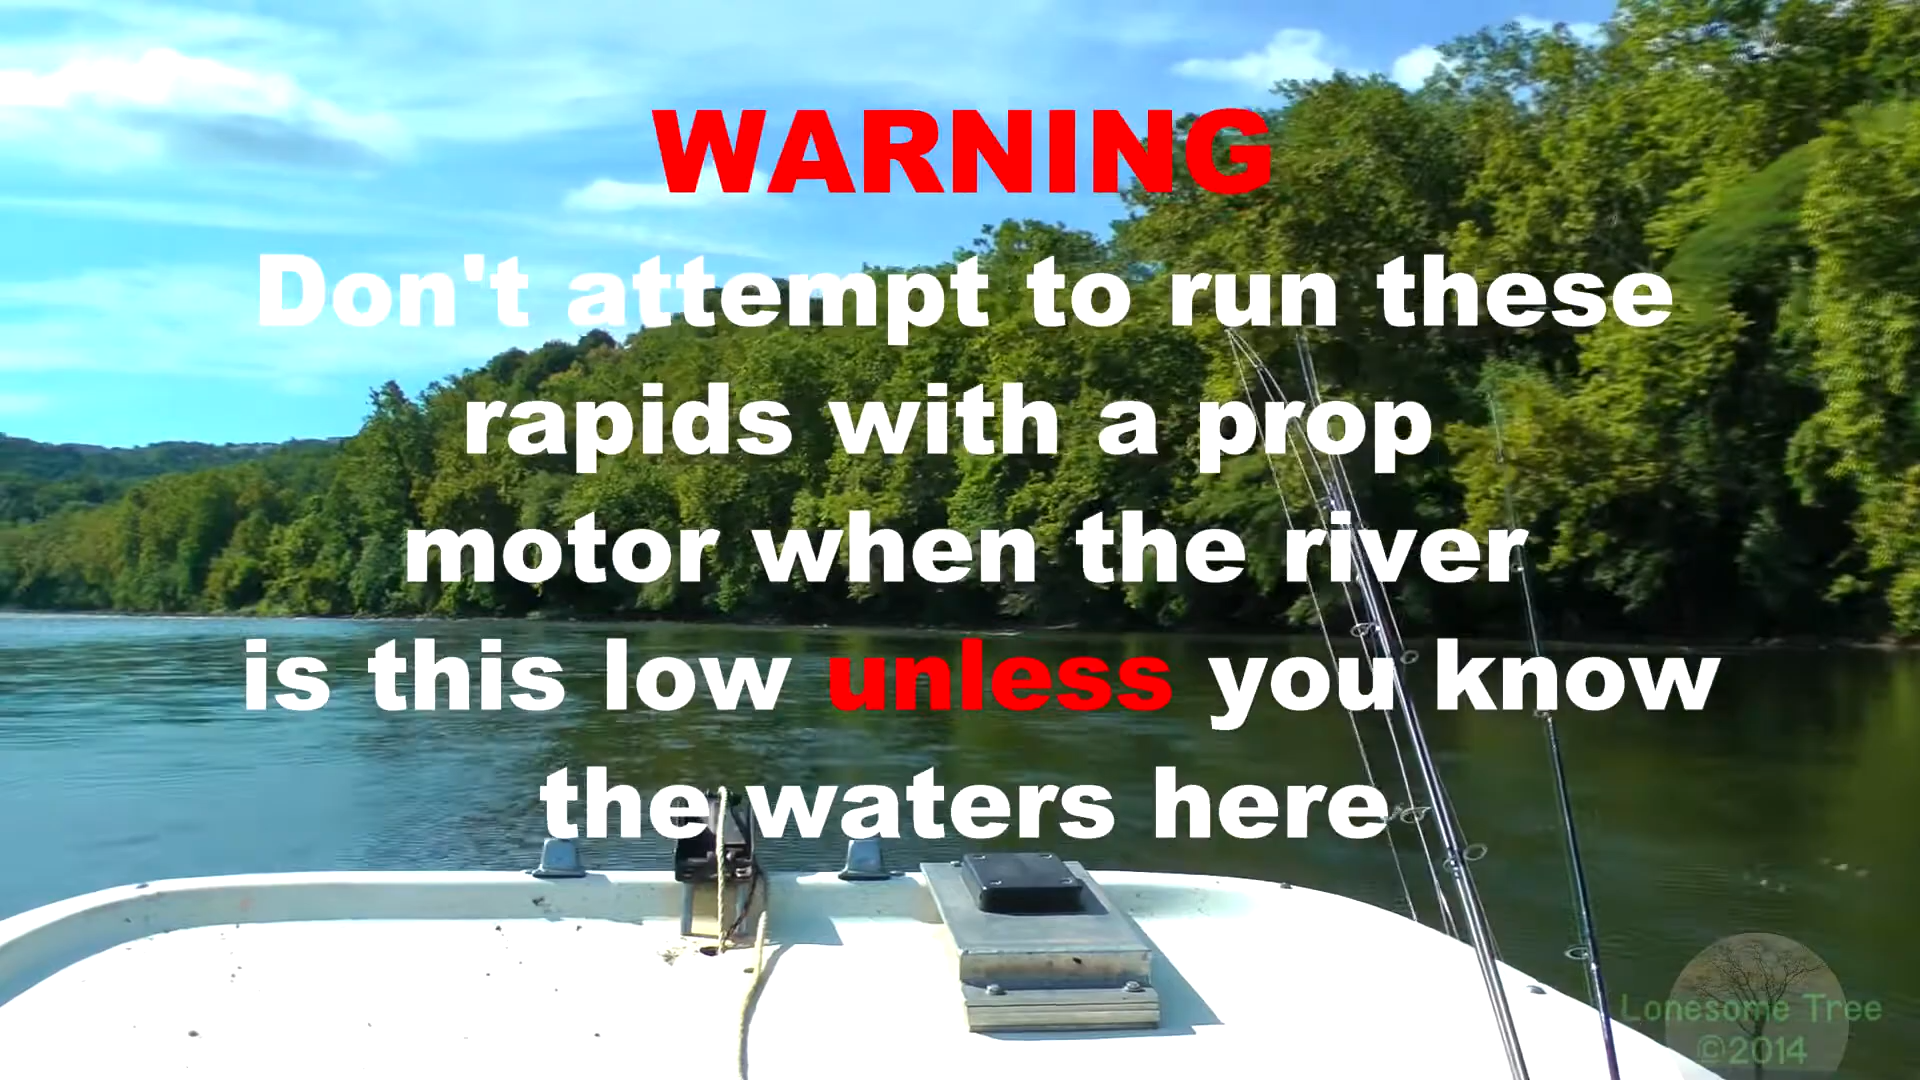 WARNING
Don't attempt to run these
rapids with a prop
motor when the river
is this low unless you know
the waters here
Lonesome Tree
©2014